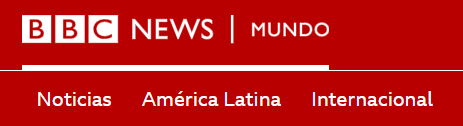 BBC NEWS | MUNDO
Noticias América Latina Internacional